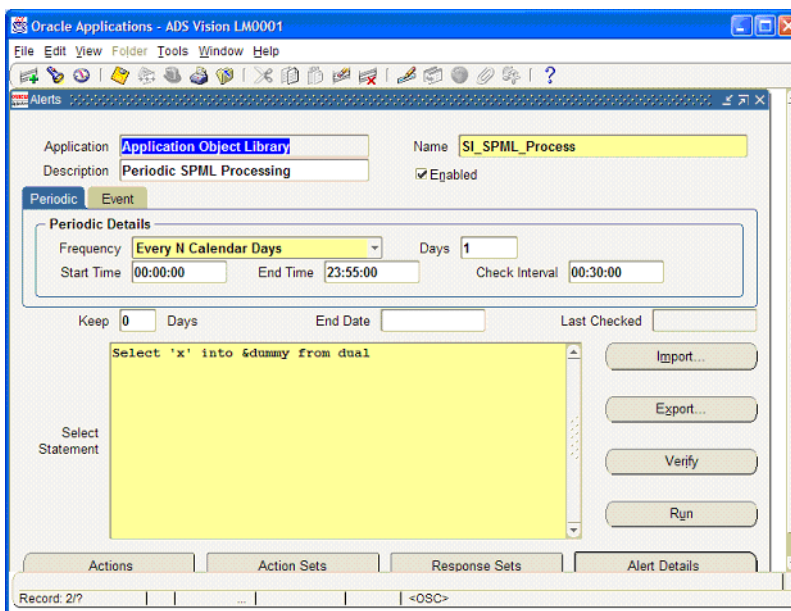 Oracle Applications - ADS Vision LM0001
File Edit View Folder Tools Window Help
Alerts
Application Application Object Library Name SI_SPML_Process
Description Periodic SPML Processing Enabled
Periodic Event
Periodic Details
Frequency Every N Calendar Days Days 1
Start Time 00:00:00 End Time 23:55:00 Check Interval 00:30:00
Keep 0 Days End Date Last Checked
Select 'x' into &dummy from dual
Import...
Export...
Select
Statement
Verify
Run
Actions Action Sets Response Sets Alert Details
Record: 2/? ... <OSC>